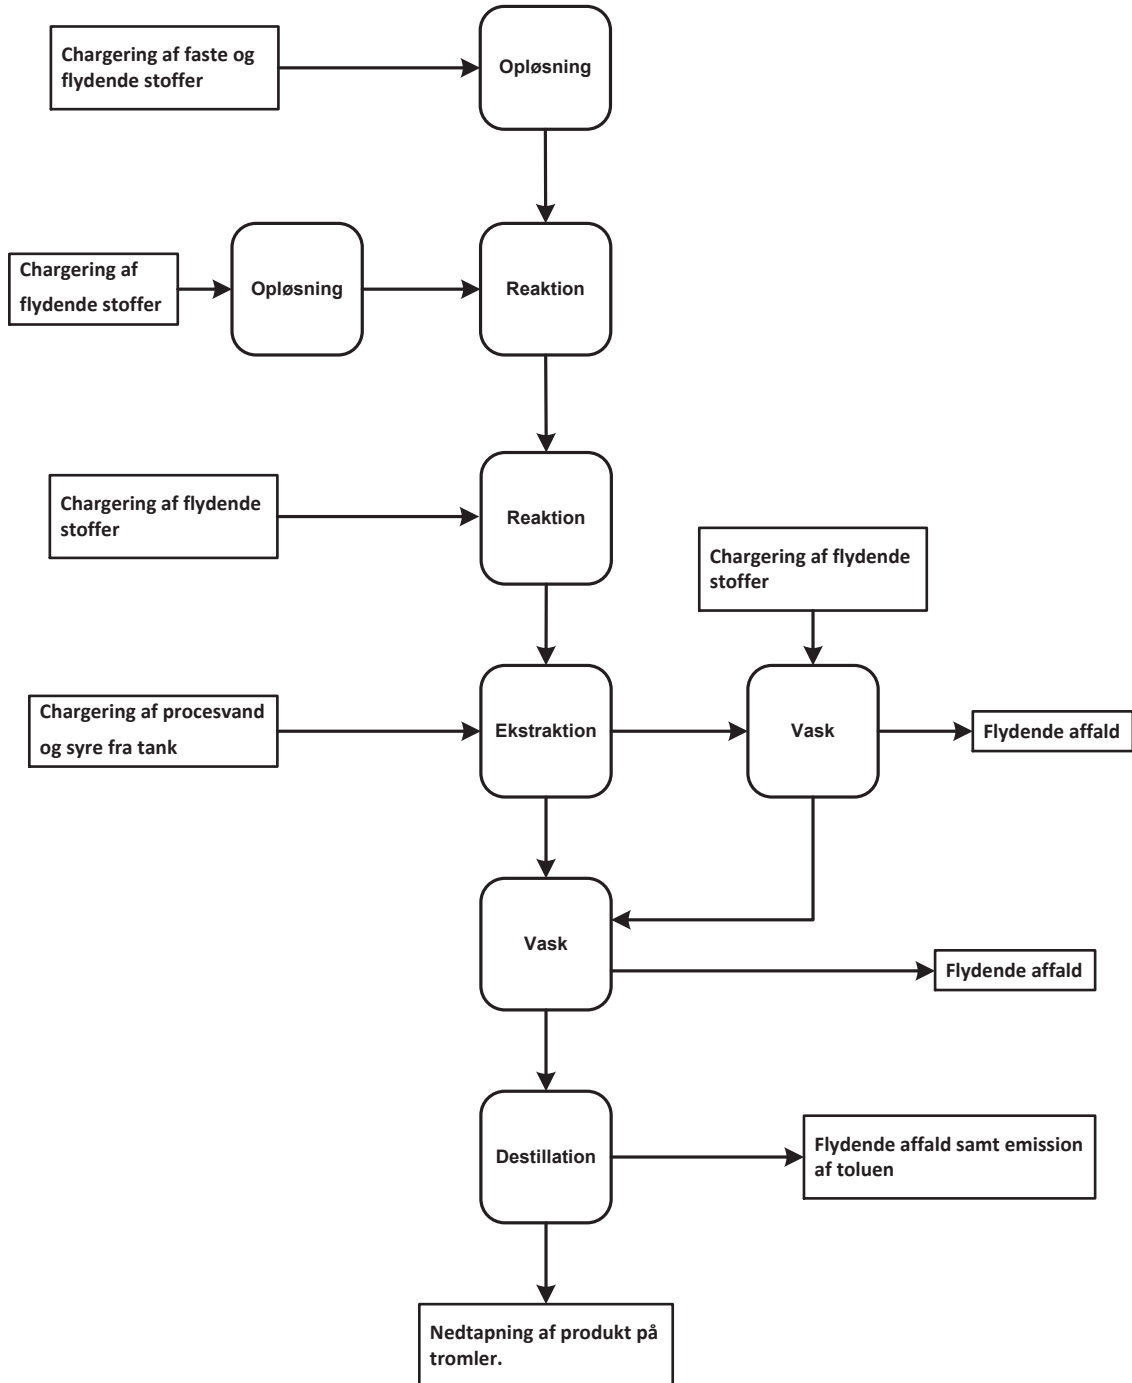 Chargering af faste og
flydende stoffer
Opløsning
Chargering af
flydende stoffer
Opløsning
Reaktion
Chargering af flydende
stoffer
Reaktion
Chargering af flydende
stoffer
Chargering af procesvand
og syre fra tank
Ekstraktion
Vask
Flydende affald
Vask
Flydende affald
Destillation
Flydende affald samt emission
af toluen
Nedtapning af produkt på
tromler.